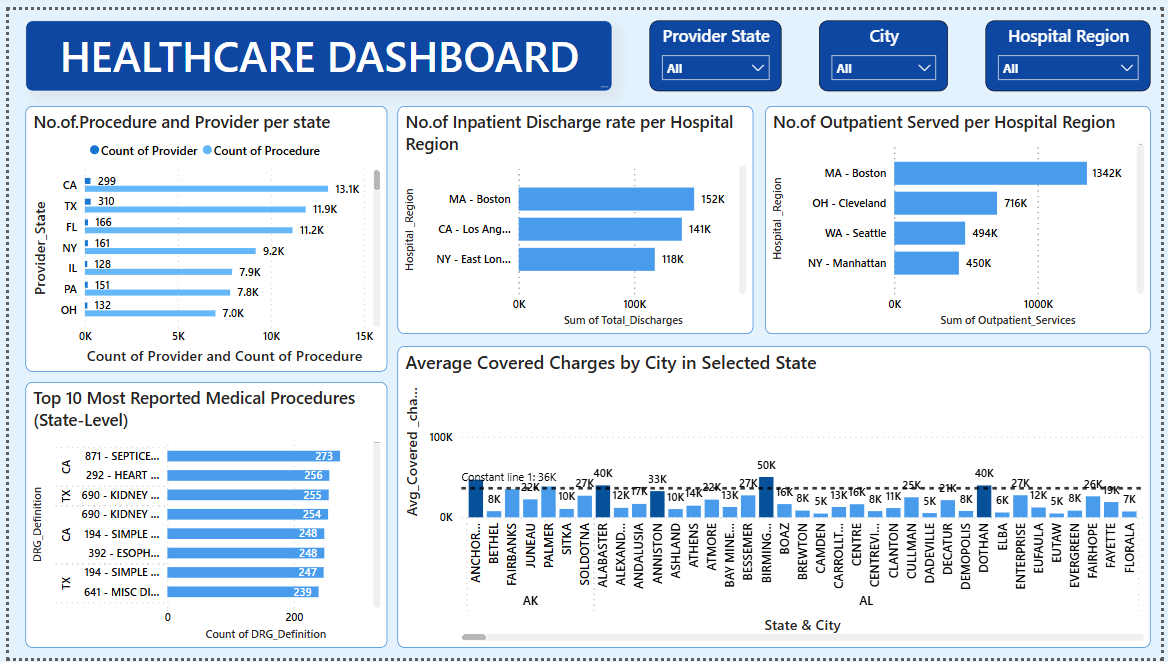 HEALTHCARE DASHBOARD
Provider State
All
City
All
Hospital Region
All
No.of.Procedure and Provider per state
Count of Provider Count of Procedure
Provider_State
CA 299 13.1K
TX 310 11.9K
FL 166 11.2K
NY 161 9.2K
IL 128 7.9K
PA 151 7.8K
OH 132 7.0K
0K 5K 10K 15K
Count of Provider and Count of Procedure
No.of Inpatient Discharge rate per Hospital
Region
Hospital _Region
MA - Boston 152K
CA - Los Ang... 141K
NY - East Lon... 118K
0K 100K
Sum of Total_Discharges
No.of Outpatient Served per Hospital Region
Hospital_Region
MA - Boston 1342K
OH - Cleveland 716K
WA - Seattle 494K
NY - Manhattan 450K
0K 1000K
Sum of Outpatient_Services
Top 10 Most Reported Medical Procedures
(State-Level)
DRG_Definition
CA
871 - SEPTICE... 273
292 - HEART ... 256
TX
690 - KIDNEY ... 255
CA
690 - KIDNEY ... 254
194 - SIMPLE ... 248
392 - ESOPH... 248
TX
194 - SIMPLE ... 247
641 - MISC DI... 239
0 200
Count of DRG_Definition
Average Covered Charges by City in Selected State
Avg_Covered _cha...
100K
0K
Constant line 1: 36K
8K 22K 10K 27K 40K 12K 17K 33K 10K 14K 22K 13K 27K 50K 16K 8K 5K 13K 16K 8K 11K 25K 5K 21K 8K 40K 6K 27K 12K 5K 8K 26K 19K 7K
ANCHOR... BETHEL FAIRBANKS JUNEAU PALMER SITKA SOLDOTNA ALABASTER ALEXAND... ANDALUSIA ANNISTON ASHLAND ATHENS ATMORE BAY MINE... BESSEMER BIRMING... BOAZ BREWTON CAMDEN CARROLLT... CENTRE CENTREVI... CLANTON CULLMAN DADEVILLE DECATUR DEMOPOLIS DOTHAN ELBA ENTERPRISE EUFAULA EUTAW EVERGREEN FAIRHOPE FAYETTE FLORALA
AK AL
State & City